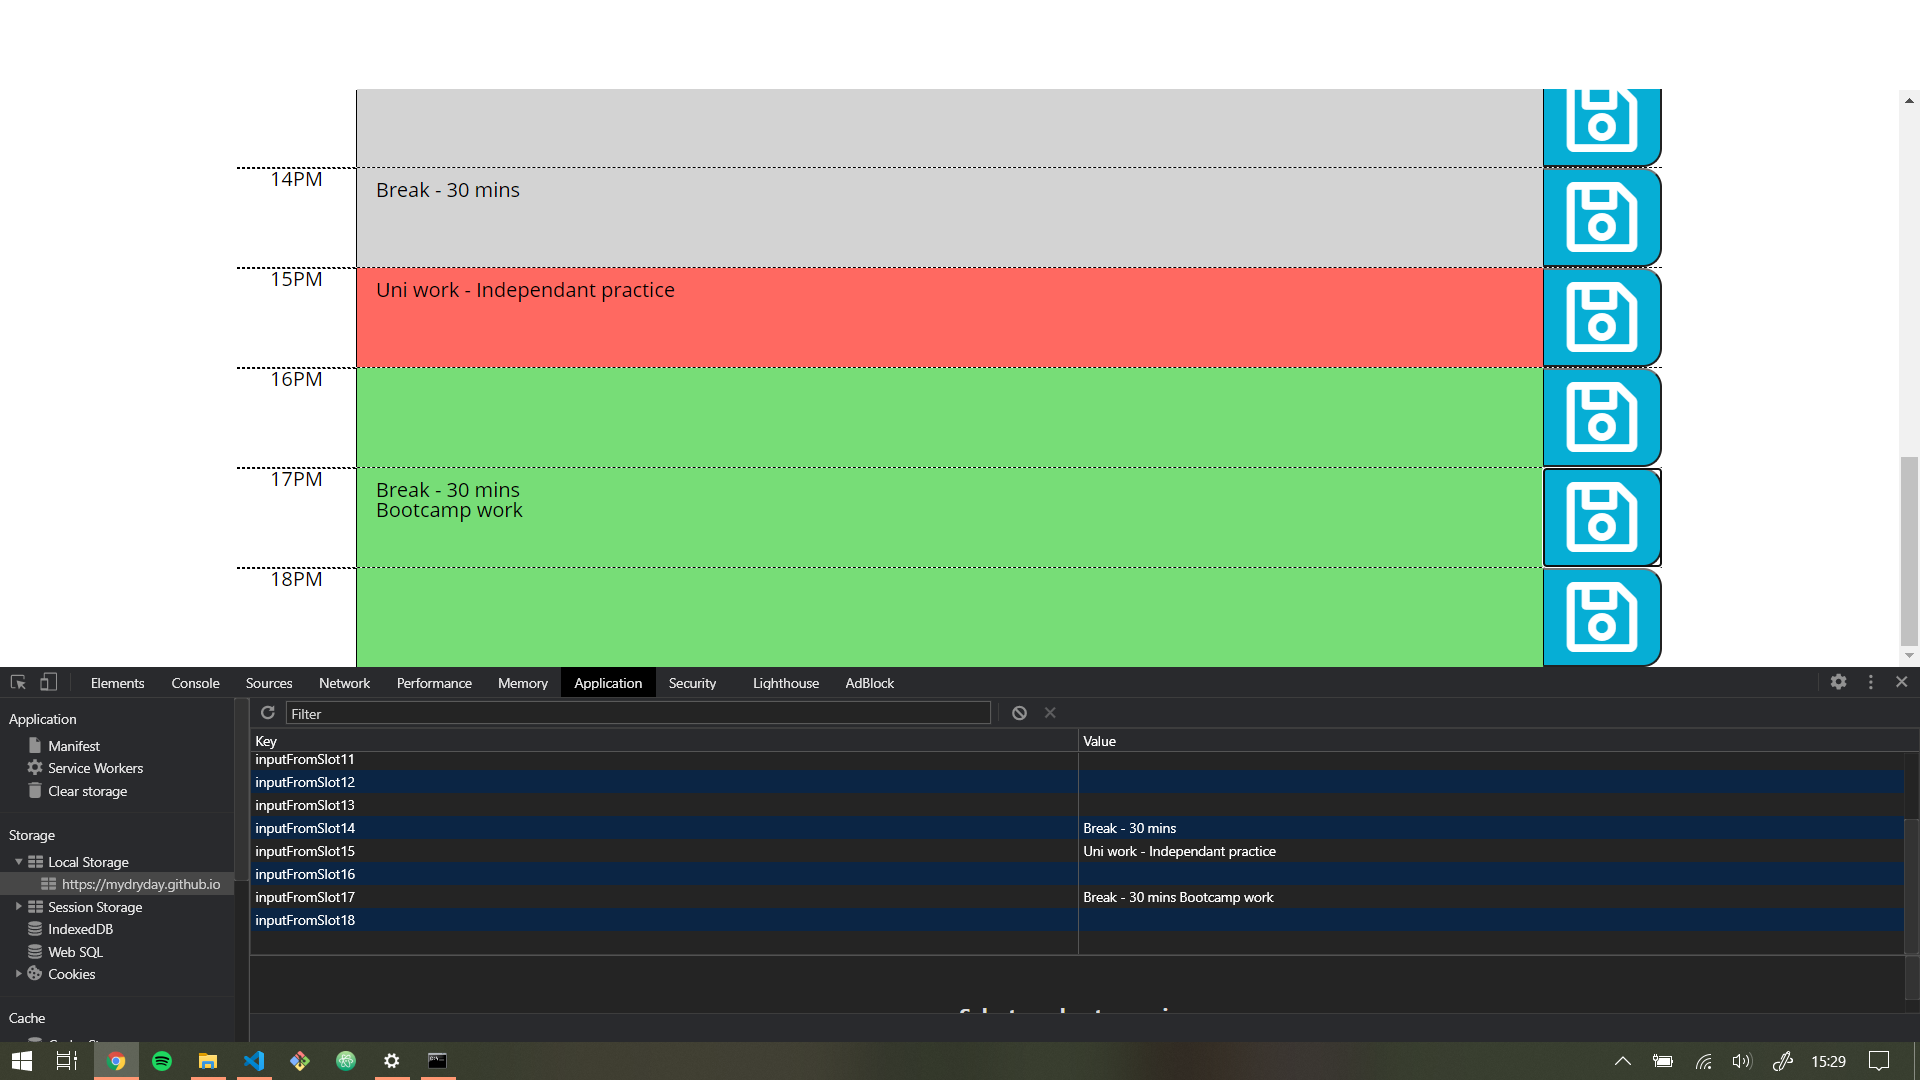 14PM
Break - 30 mins
15PM
Uni work - Independant practice
16PM
17PM
Break - 30 mins
Bootcamp work
18PM
Elements Console Sources Network Performance Memory Application Security Lighthouse AdBlock
Application
Filter
Manifest
Service Workers
Clear storage
Storage
Local Storage
https://mydryday.github.io
Session Storage
IndexedDB
Web SQL
Cookies
Cache
Key Value
inputFromSlot11
inputFromSlot12
inputFromSlot13
inputFromSlot14 Break - 30 mins
inputFromSlot15 Uni work - Independant practice
inputFromSlot16
inputFromSlot17 Break - 30 mins Bootcamp work
inputFromSlot18
15:29